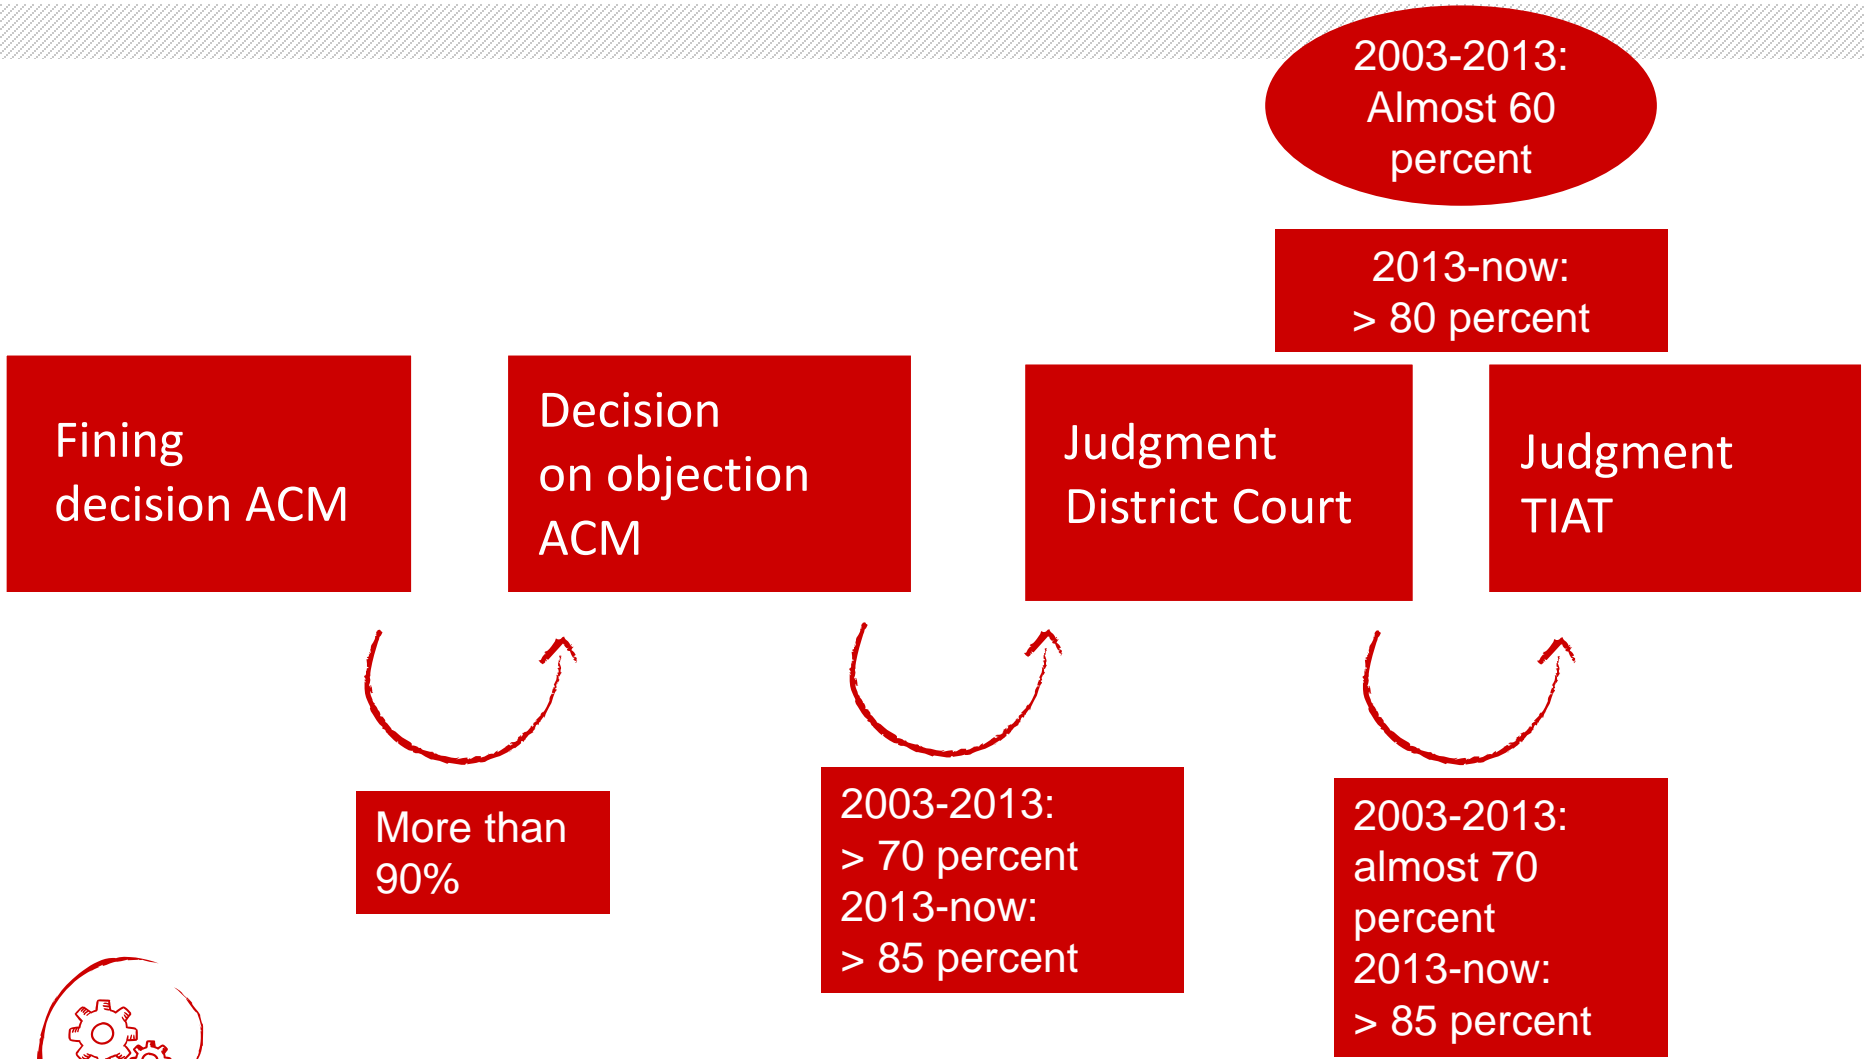 2003-2013:
Almost 60
percent
2013-now:
> 80 percent
Fining
decision ACM
Decision
on objection
ACM
Judgment
District Court
Judgment
TIAT
More than
90%
2003-2013:
> 70 percent
2013-now:
> 85 percent
2003-2013:
almost 70
percent
2013-now:
> 85 percent